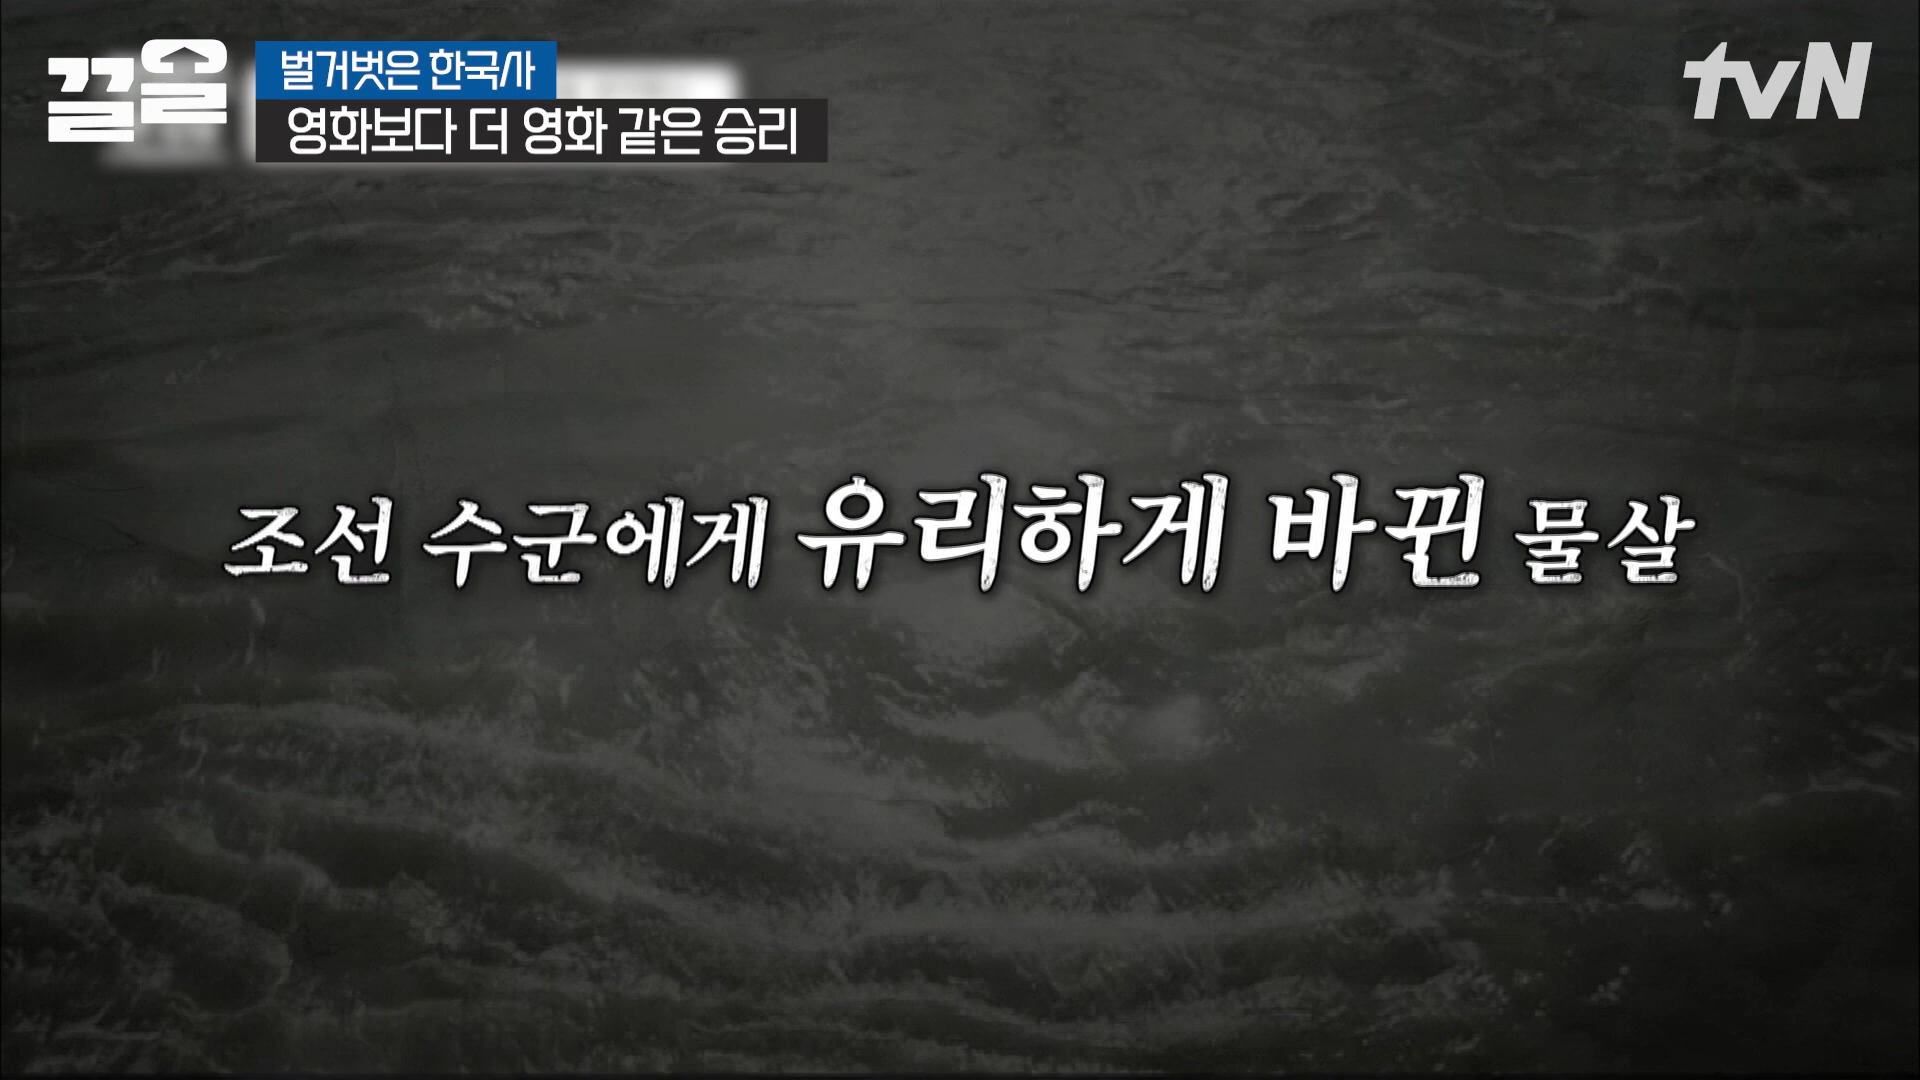 끌올
벌거벗은 한국사
영화보다 더 영화 같은 승리
tvN
조선 수군에게 유리하게 바뀐 물살